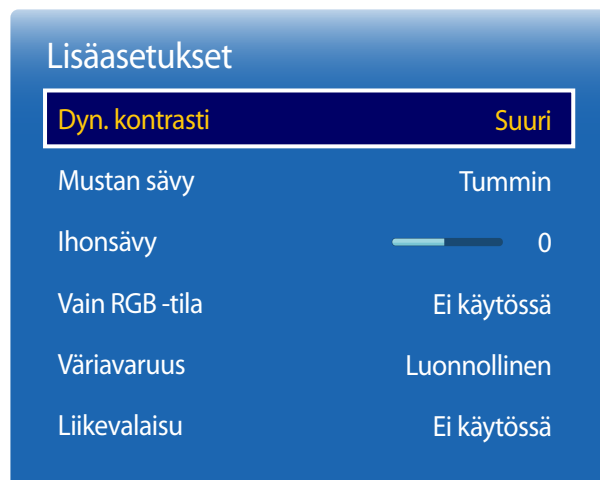 Lisäasetukset
Dyn. kontrasti Suuri
Mustan sävy Tummin
Ihonsävy 0
Vain RGB -tila Ei käytössä
Väriavaruus Luonnollinen
Liikevalaisu Ei käytössä